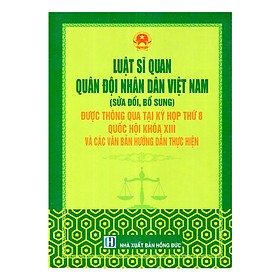 LUẬT SĨ QUAN
QUÂN ĐỘI NHÂN DÂN VIỆT NAM
(SỬA ĐỔI, BỔ SUNG)
ĐƯỢC THÔNG QUA TẠI KỲ HỌP THỨ 8
QUỐC HỘI KHÓA XIII
VÀ CÁC VĂN BẢN HƯỚNG DẪN THỰC HIỆN
NHÀ XUẤT BẢN HỒNG ĐỨC